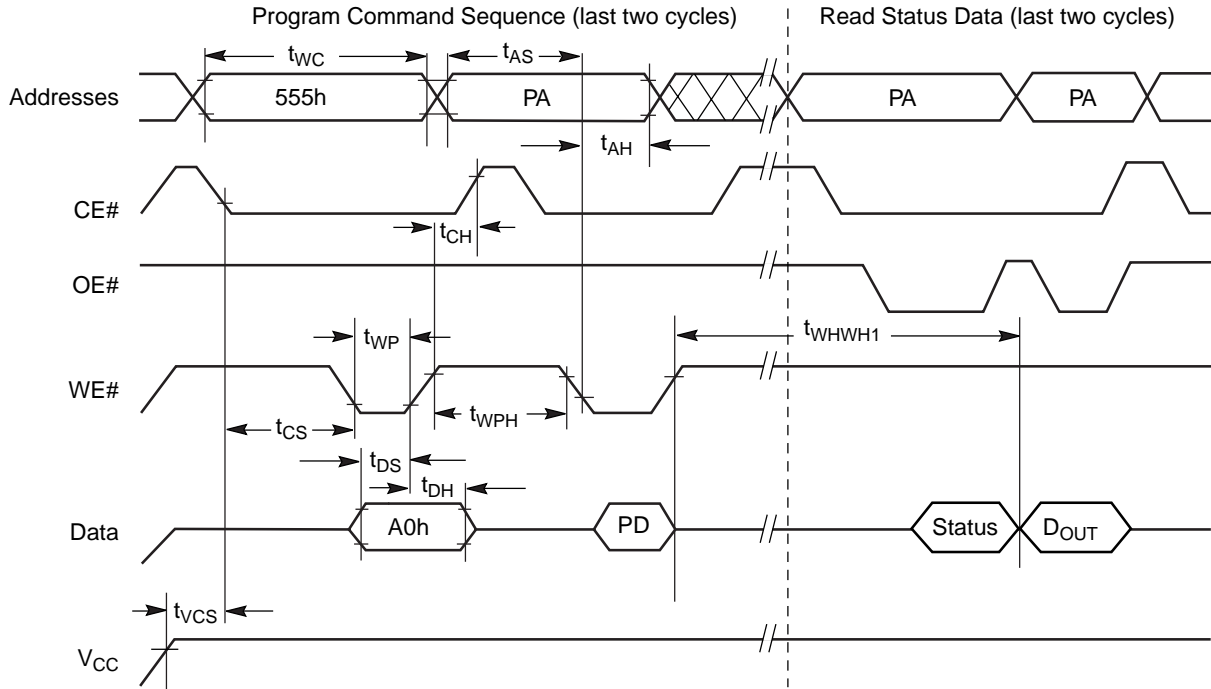 Program Command Sequence (last two cycles)
Read Status Data (last two cycles)
tWC
tAS
Addresses
555h
PA
PA
PA
tAH
CE#
tCH
OE#
tWP
tWHWH1
WE#
tCS
tWPH
tDS
tDH
Data
A0h
PD
Status
DOUT
tVCS
VCC